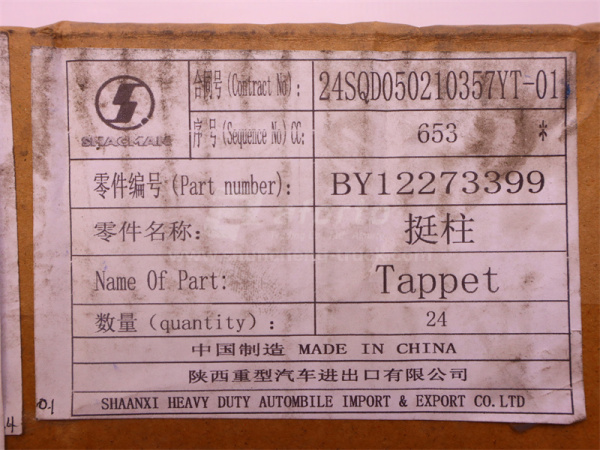 SHACMAN
合同号(Contract No): 24SQD050210357YT-01
序号(Sequence No)CC: 653 *
零件编号(Part number): BY12273399
零件名称: 挺柱
Name Of Part: Tappet
数量(quantity): 24
中国制造 MADE IN CHINA
陕西重型汽车进出口有限公司
SHAANXI HEAVY DUTY AUTOMBILE IMPORT & EXPORT CO.LTD
0.1
4